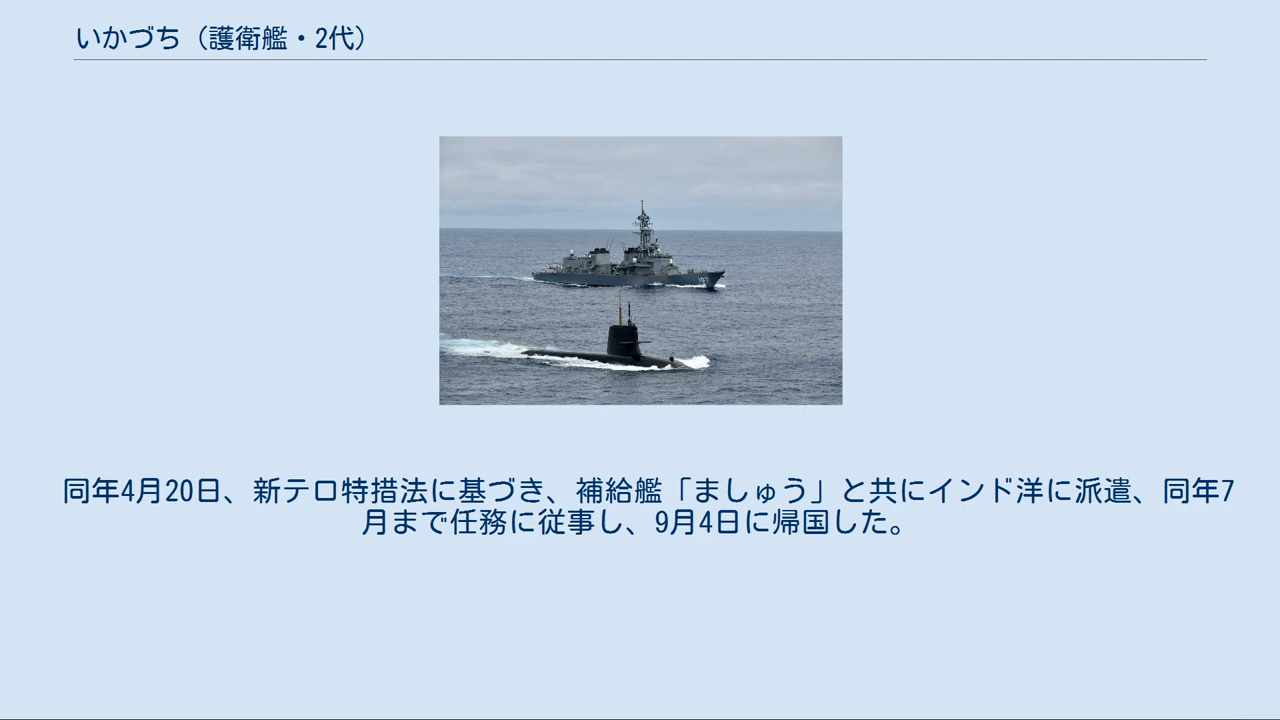 いかづち（護衛艦・2代）
107
同年4月20日、新テロ特措法に基づき、補給艦「ましゅう」と共にインド洋に派遣、同年7
月まで任務に従事し、9月4日に帰国した。